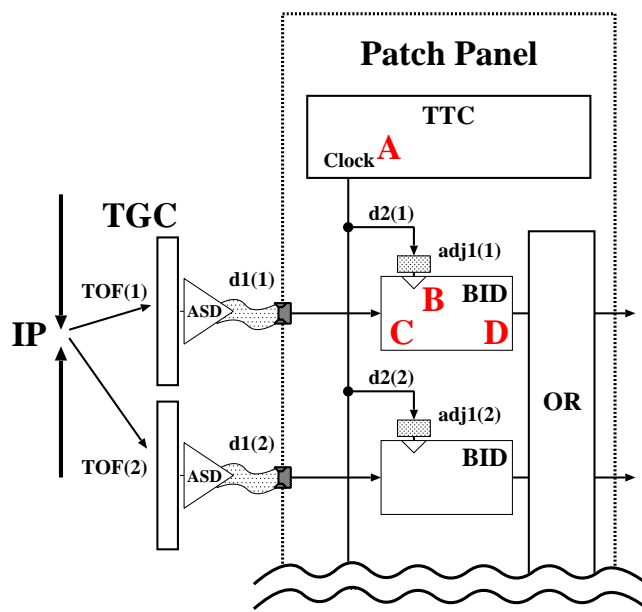 Patch Panel
TTC
Clock A
TGC
d2(1)
adj1(1)
TOF(1)
d1(1)
ASD
B BID
C D
IP
d2(2)
OR
adj1(2)
TOF(2)
d1(2)
ASD
BID